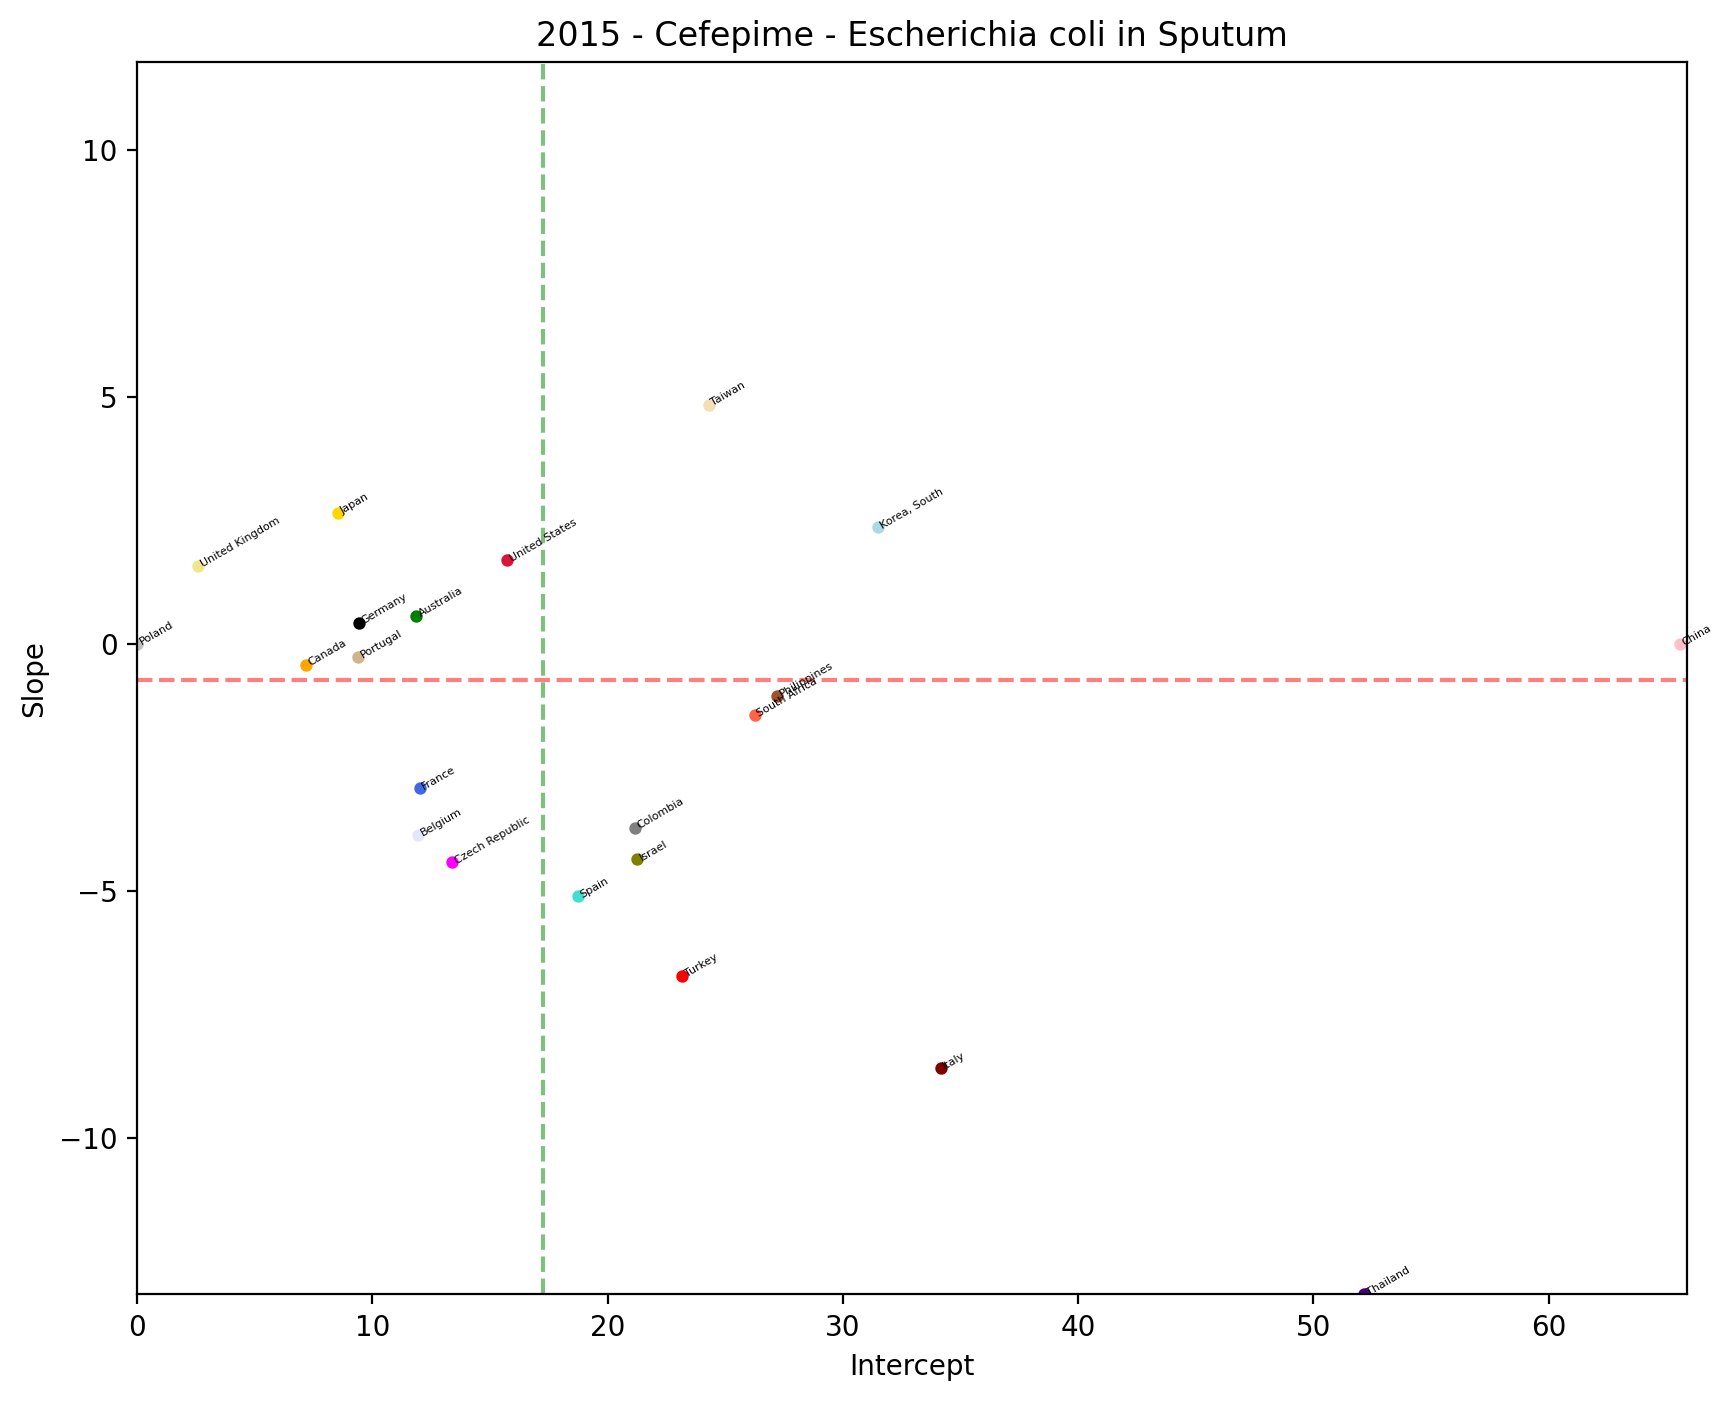 2015 - Cefepime - Escherichia coli in Sputum
10
5
0
−5
−10
Slope
Taiwan
Japan
Korea, South
United Kingdom
United States
Australia
Germany
Poland
Portugal
Canada
China
Philippines
South Africa
France
Belgium
Colombia
Czech Republic
Israel
Spain
Turkey
Italy
Thailand
0 10 20 30 40 50 60
Intercept